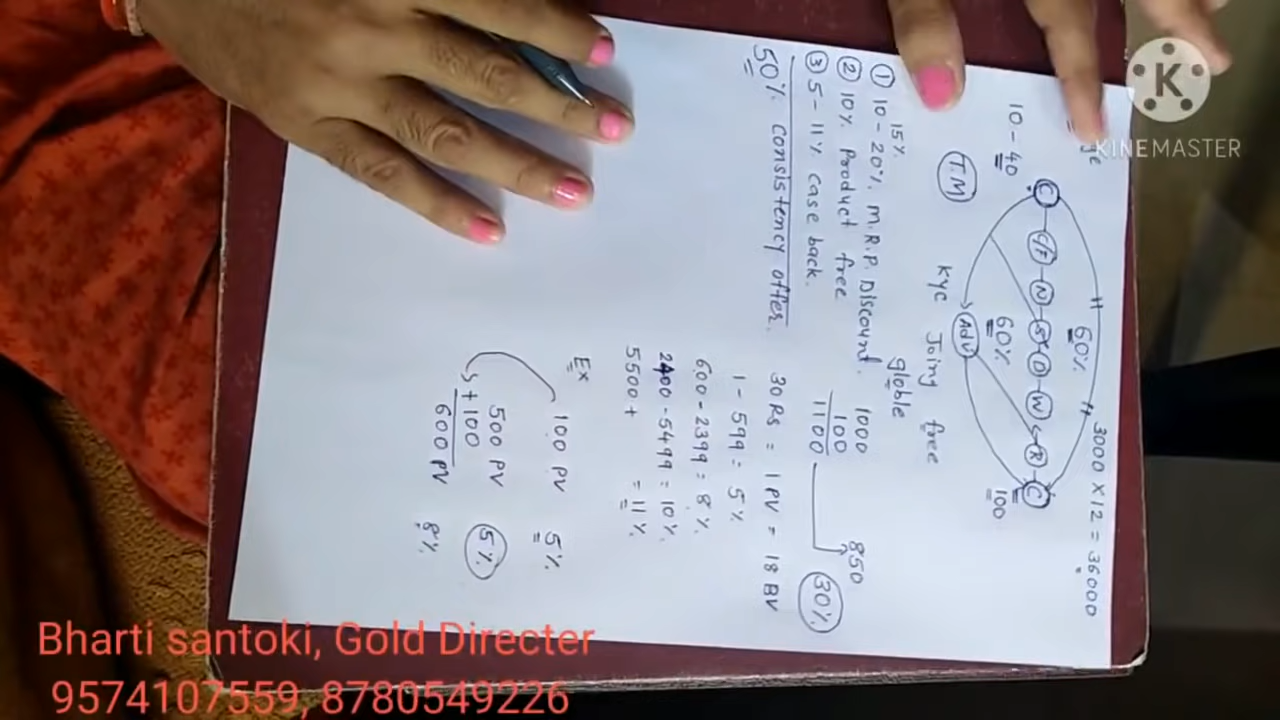 3000 X 12 = 36000
60%
10 - 40
C
C/F
N
S
D
W
R
C
100
60%
Adv
T.M
KYC Joing free
globle
15%
① 10 - 20% M.R.P. Discount.
② 10% Product free
③ 5 - 11% case back.
1000
100
1100
850
30%
50% consistency offer.
30 Rs = 1 PV = 18 BV
1 - 599 = 5%
600 - 2399 = 8%
2400 - 5499 = 10%
5500 + = 11%
Ex
100 PV 5%
500 PV 5%
+ 100
600 PV 8%
K
KINEMASTER
Bharti santoki, Gold Directer
9574107559, 8780549226